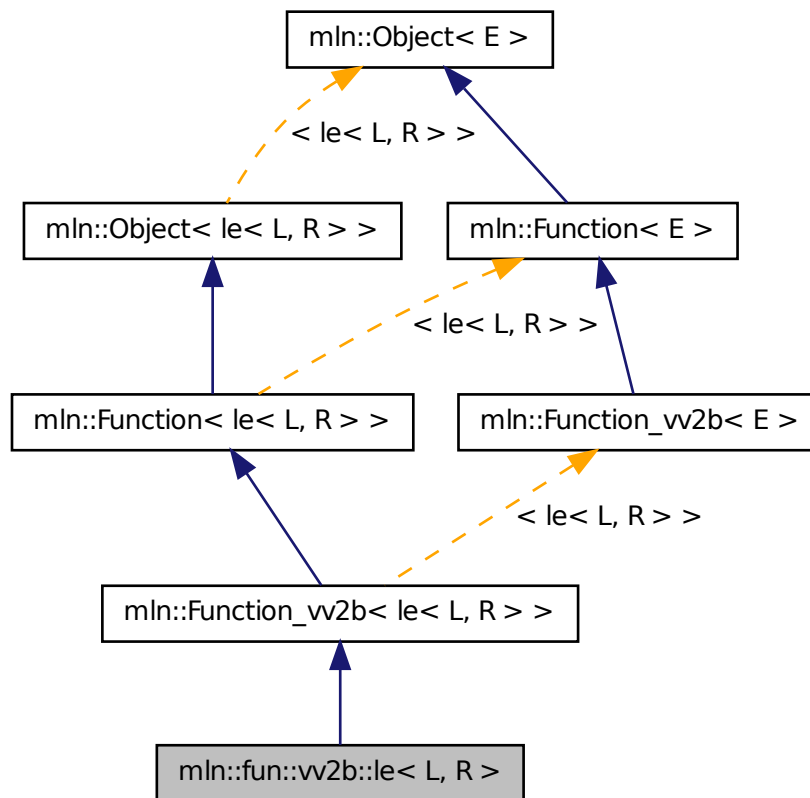 mln::Object< E >
< le< L, R > >
mln::Object< le< L, R > >
mln::Function< E >
< le< L, R > >
mln::Function< le< L, R > >
mln::Function_vv2b< E >
< le< L, R > >
mln::Function_vv2b< le< L, R > >
mln::fun::vv2b::le< L, R >